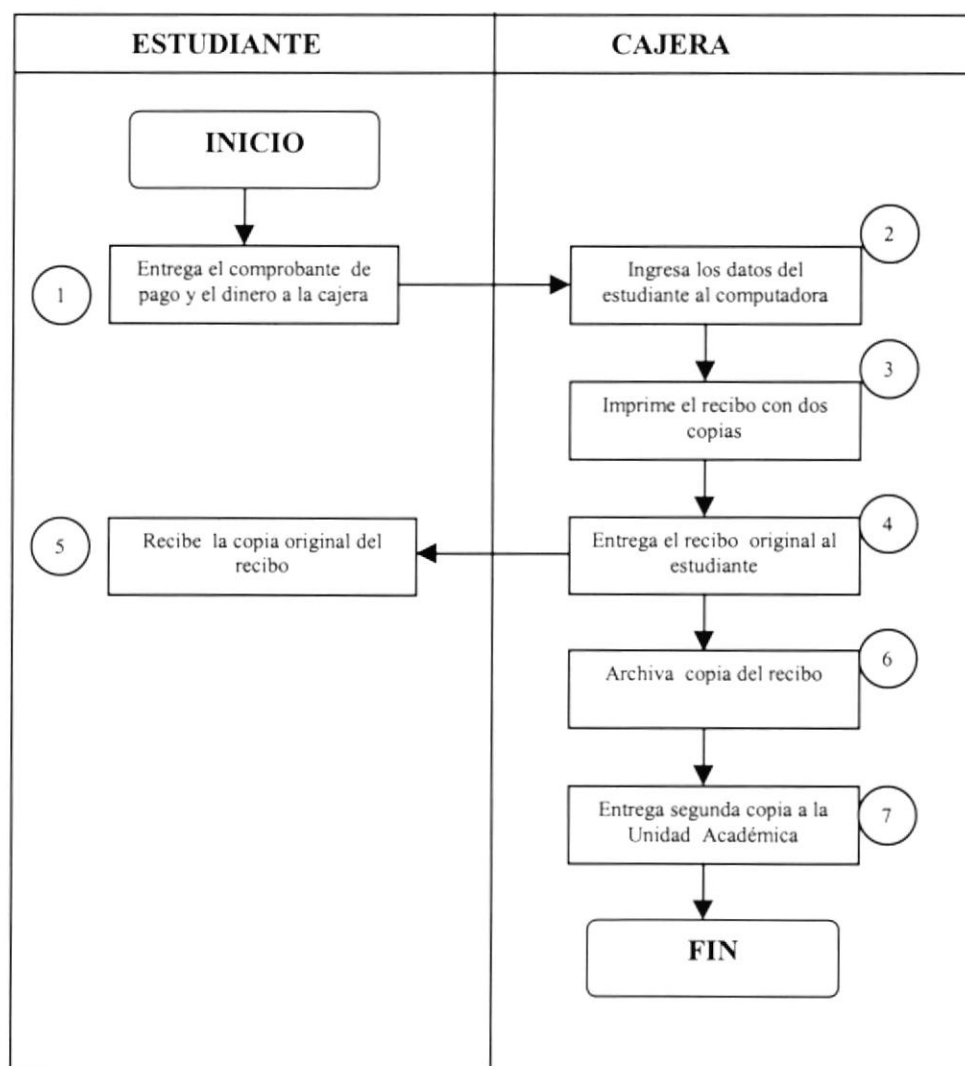 ESTUDIANTE
CAJERA
INICIO
1
Entrega el comprobante de
pago y el dinero a la cajera
2
Ingresa los datos del
estudiante al computadora
3
Imprime el recibo con dos
copias
4
Entrega el recibo original al
estudiante
5
Recibe la copia original del
recibo
6
Archiva copia del recibo
7
Entrega segunda copia a la
Unidad Académica
FIN